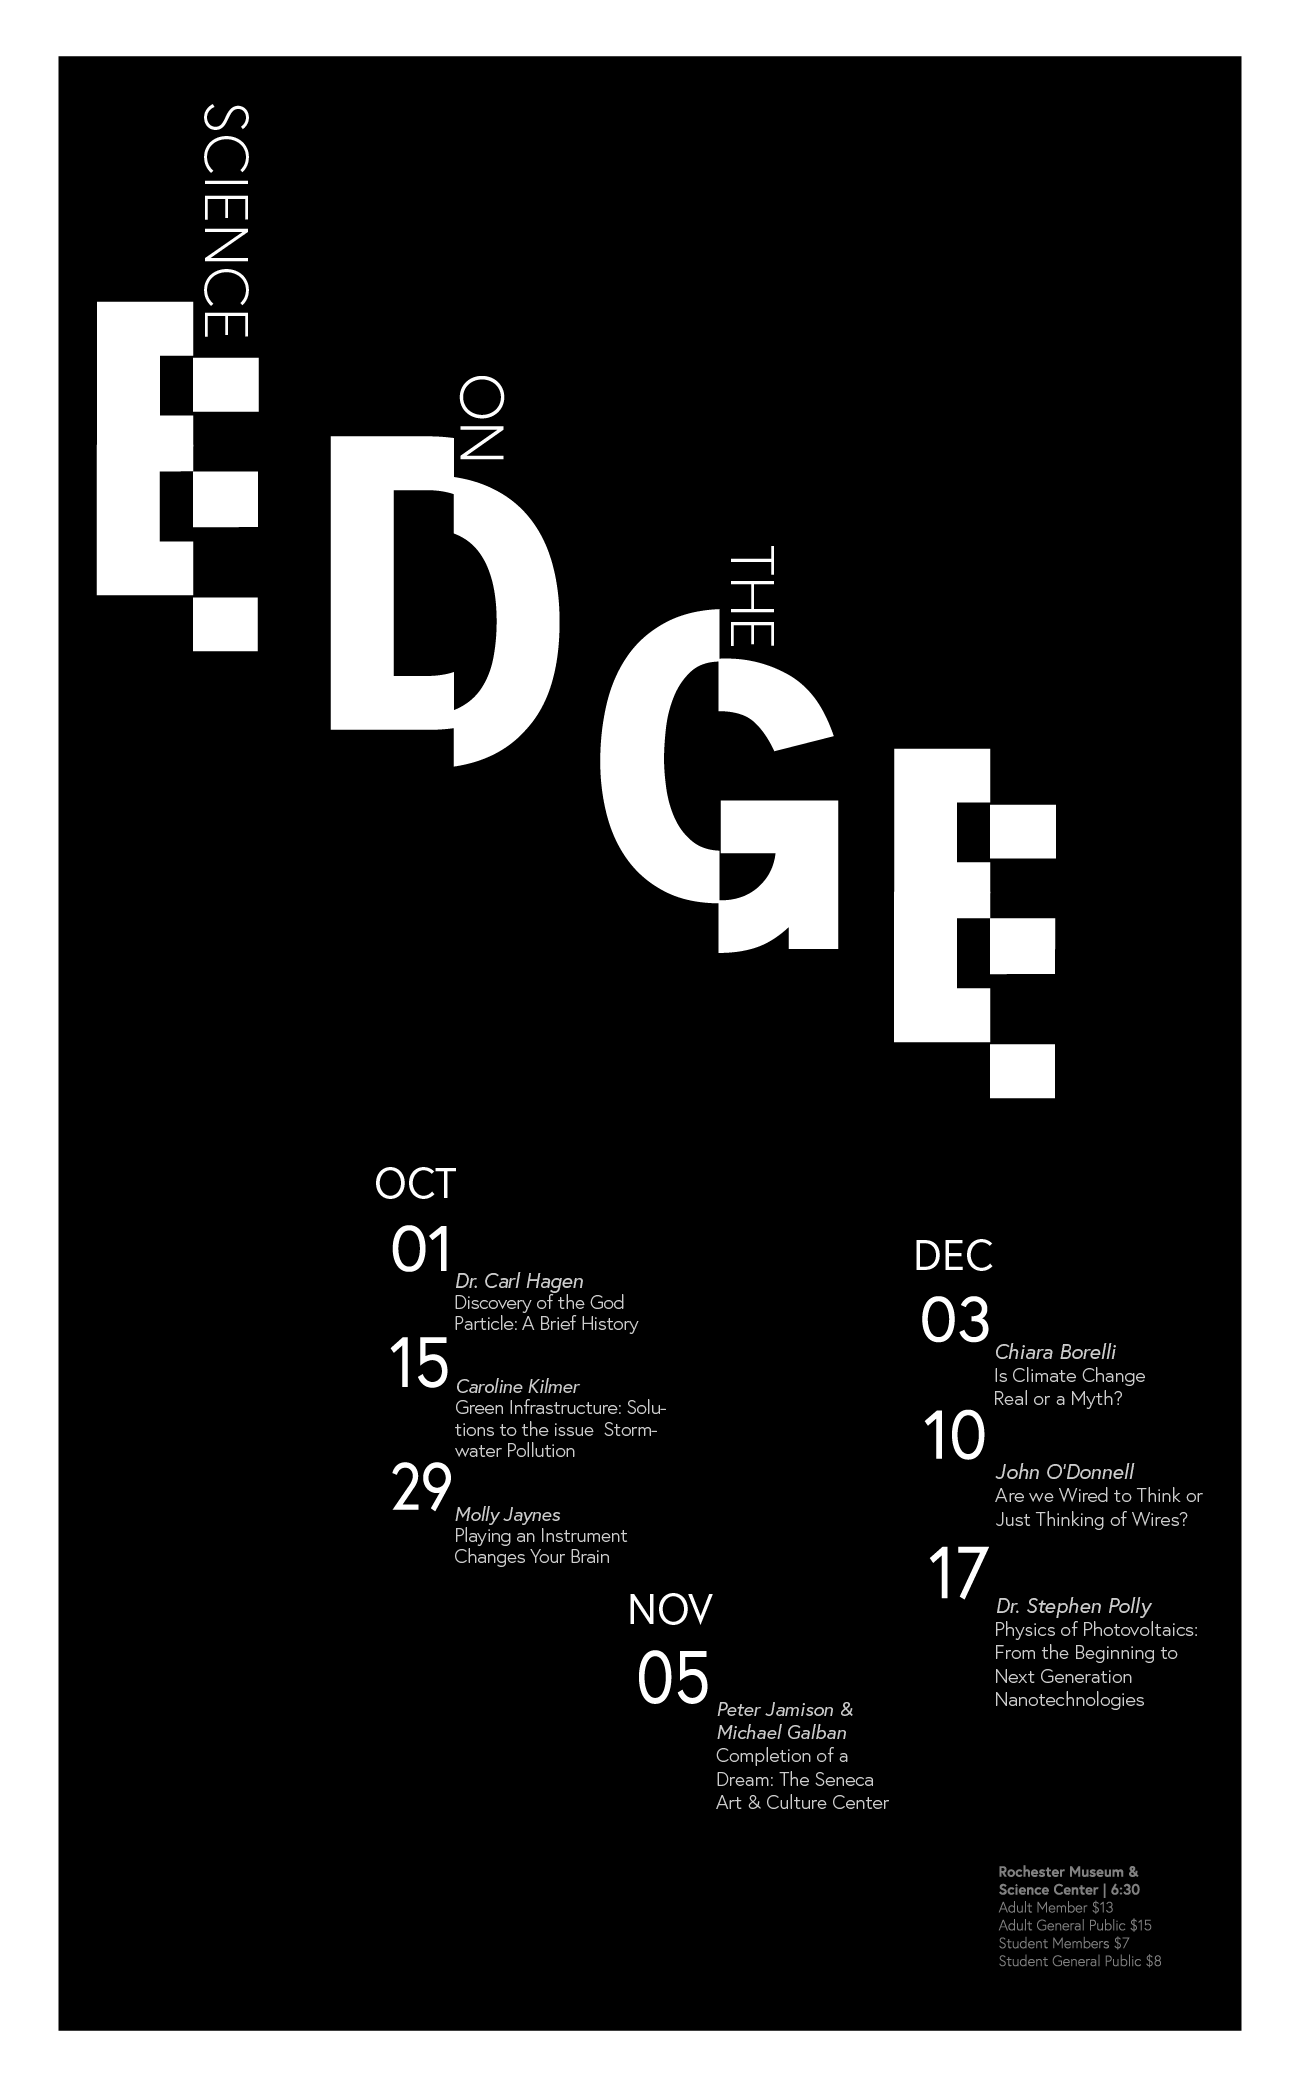 SCIENCE
ON
THE
EDGE
OCT
01
Dr. Carl Hagen
Discovery of the God
Particle: A Brief History
15
Caroline Kilmer
Green Infrastructure: Solu-
tions to the issue  Storm-
water Pollution
29
Molly Jaynes
Playing an Instrument
Changes Your Brain
NOV
05
Peter Jamison &
Michael Galban
Completion of a
Dream: The Seneca
Art & Culture Center
DEC
03
Chiara Borelli
Is Climate Change
Real or a Myth?
10
John O'Donnell
Are we Wired to Think or
Just Thinking of Wires?
17
Dr. Stephen Polly
Physics of Photovoltaics:
From the Beginning to
Next Generation
Nanotechnologies
Rochester Museum &
Science Center | 6:30
Adult Member $13
Adult General Public $15
Student Members $7
Student General Public $8